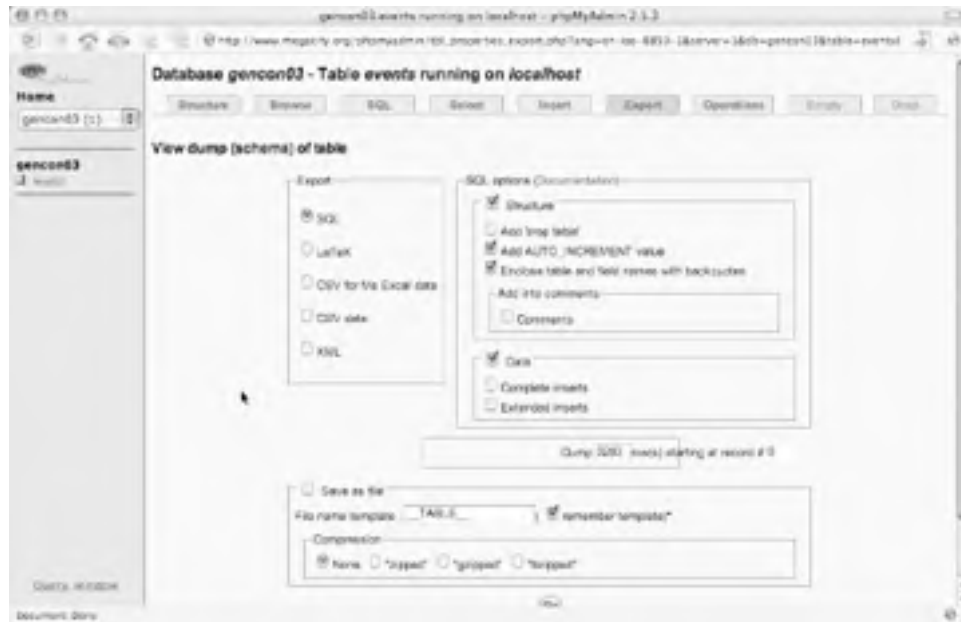 gencon03.events running on localhost - phpMyAdmin 2.5.3
Home
gencon03 (1)
gencon03
Database gencon03 - Table events running on localhost
Structure Browse SQL Select Insert Export Operations Empty Drop
View dump (schema) of table
Export
SQL
LaTeX
CSV for Ms Excel data
CSV data
XML
SQL options (Documentation)
Structure
Add 'drop table'
Add AUTO_INCREMENT value
Enclose table and field names with backquotes
Add into comments
Comments
Data
Complete inserts
Extended inserts
Dump row(s) starting at record # 0
Save as file
File name template: __TABLE__ ( remember template)*
Compression
None "zipped" "gzipped" "bzipped"
Query window
Document: Done